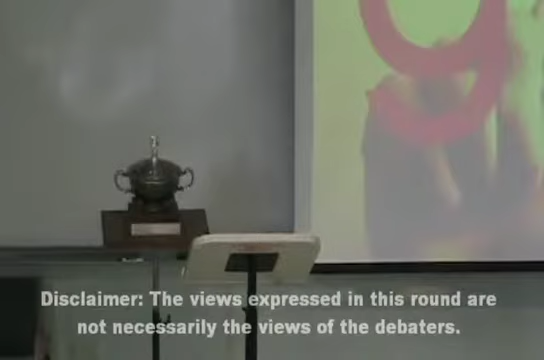 Disclaimer: The views expressed in this round are
not necessarily the views of the debaters.